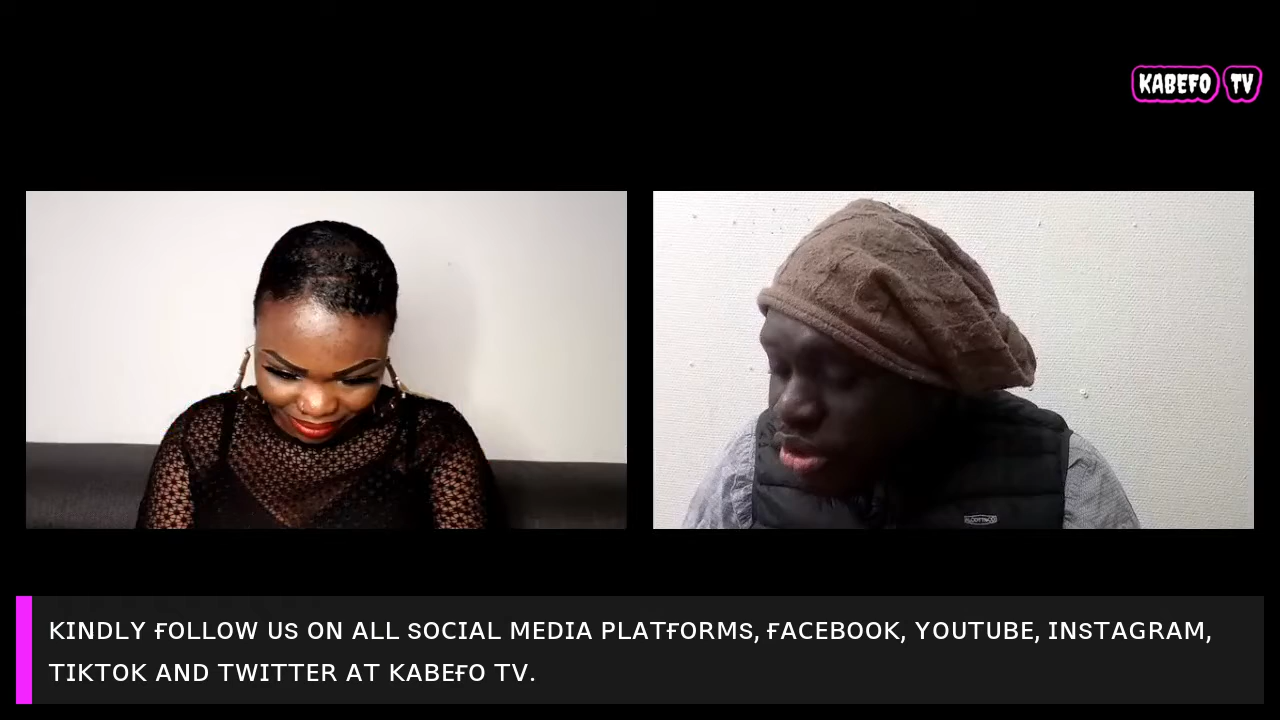 KABEFO TV
KINDLY FOLLOW US ON ALL SOCIAL MEDIA PLATFORMS, FACEBOOK, YOUTUBE, INSTAGRAM,
TIKTOK AND TWITTER AT KABEFO TV.